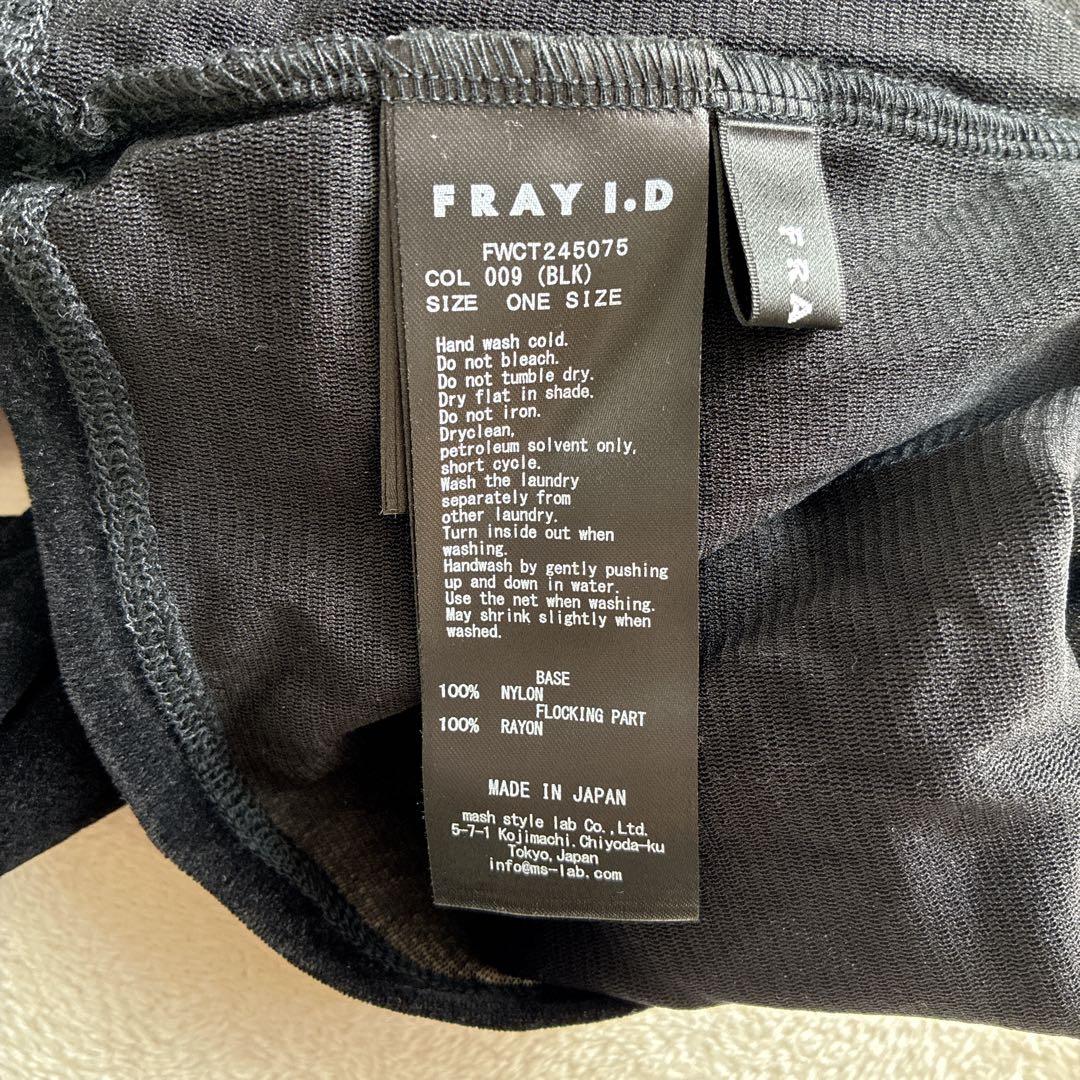 FRAY I.D
FWCT245075
COL 009 (BLK)
SIZE ONE SIZE
Hand wash cold.
Do not bleach.
Do not tumble dry.
Dry flat in shade.
Do not iron.
Dryclean,
petroleum solvent only,
short cycle.
Wash the laundry
separately from
other laundry.
Turn inside out when
washing.
Handwash by gently pushing
up and down in water.
Use the net when washing.
May shrink slightly when
washed.
BASE
100% NYLON
FLOCKING PART
100% RAYON
MADE IN JAPAN
mash style lab Co.,Ltd.
5-7-1 Kojimachi,Chiyoda-ku
Tokyo,Japan
info@ms-lab.com
FRA